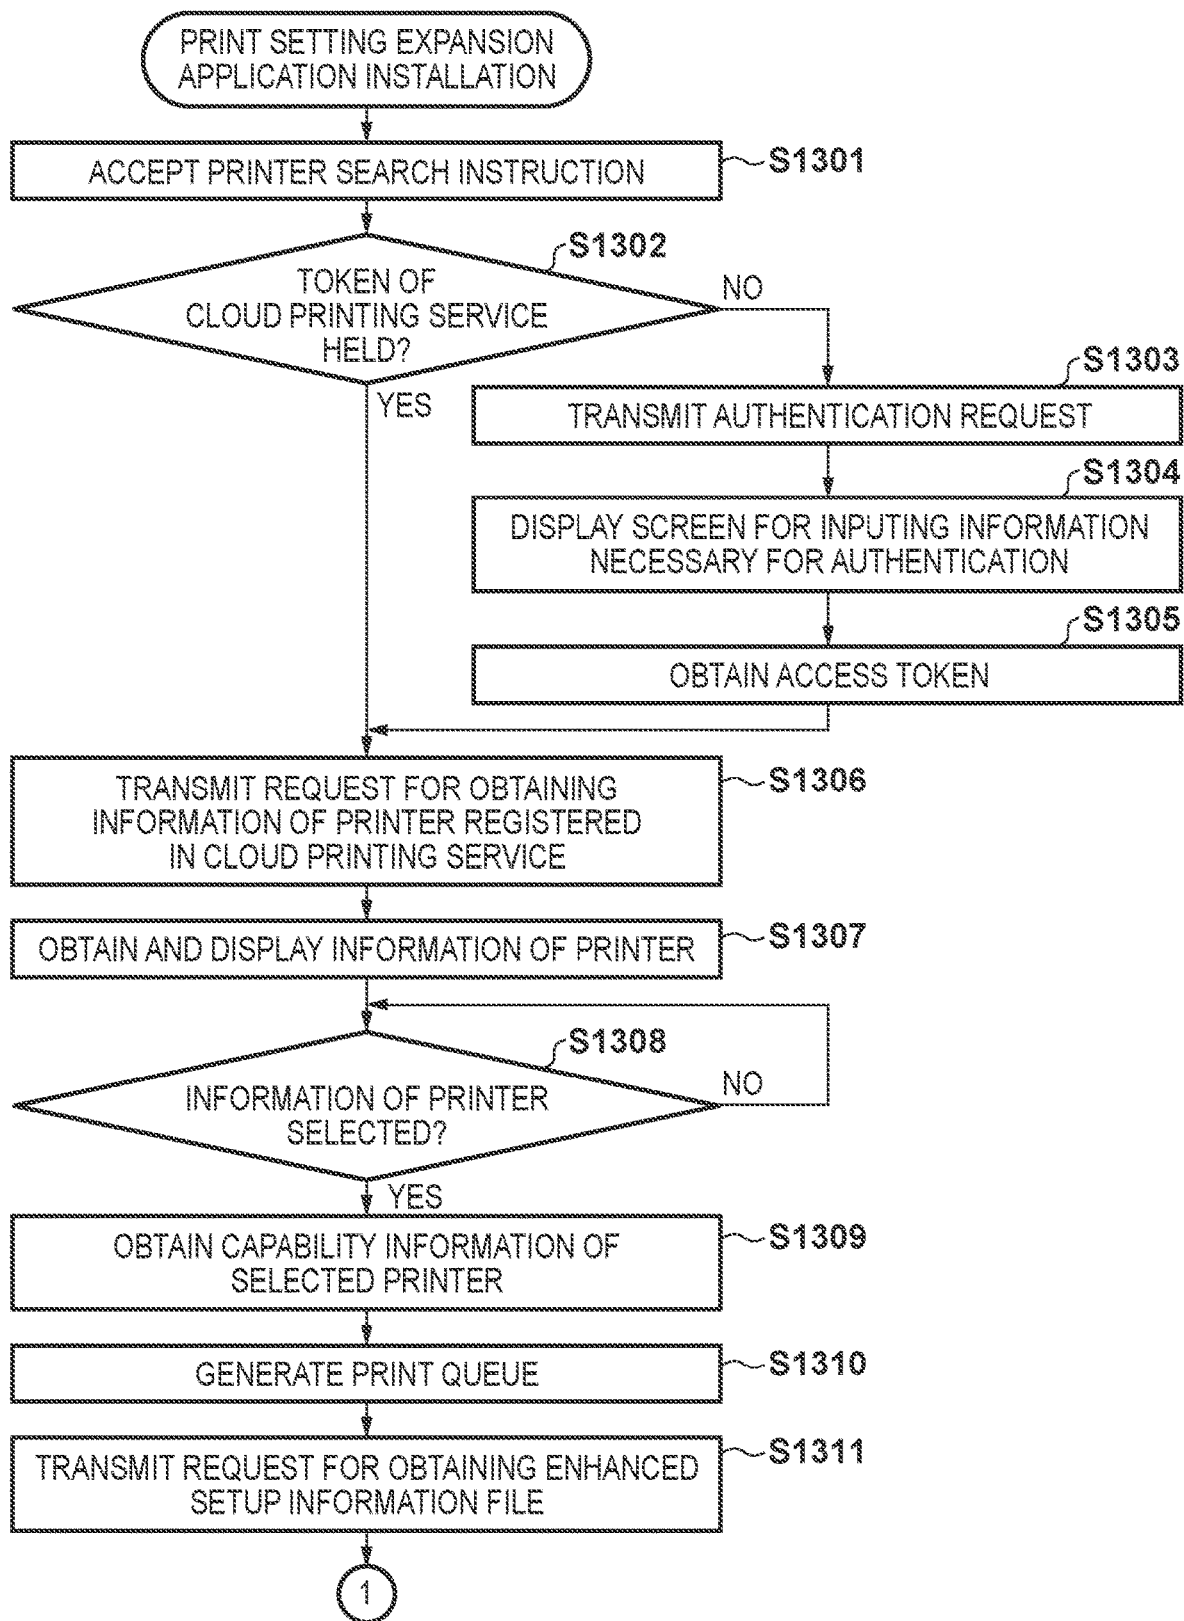 PRINT SETTING EXPANSION
APPLICATION INSTALLATION
ACCEPT PRINTER SEARCH INSTRUCTION
S1301
S1302
TOKEN OF
CLOUD PRINTING SERVICE
HELD?
NO
YES
S1303
TRANSMIT AUTHENTICATION REQUEST
S1304
DISPLAY SCREEN FOR INPUTING INFORMATION
NECESSARY FOR AUTHENTICATION
S1305
OBTAIN ACCESS TOKEN
TRANSMIT REQUEST FOR OBTAINING
INFORMATION OF PRINTER REGISTERED
IN CLOUD PRINTING SERVICE
S1306
OBTAIN AND DISPLAY INFORMATION OF PRINTER
S1307
S1308
INFORMATION OF PRINTER
SELECTED?
NO
YES
OBTAIN CAPABILITY INFORMATION OF
SELECTED PRINTER
S1309
GENERATE PRINT QUEUE
S1310
TRANSMIT REQUEST FOR OBTAINING ENHANCED
SETUP INFORMATION FILE
S1311
1